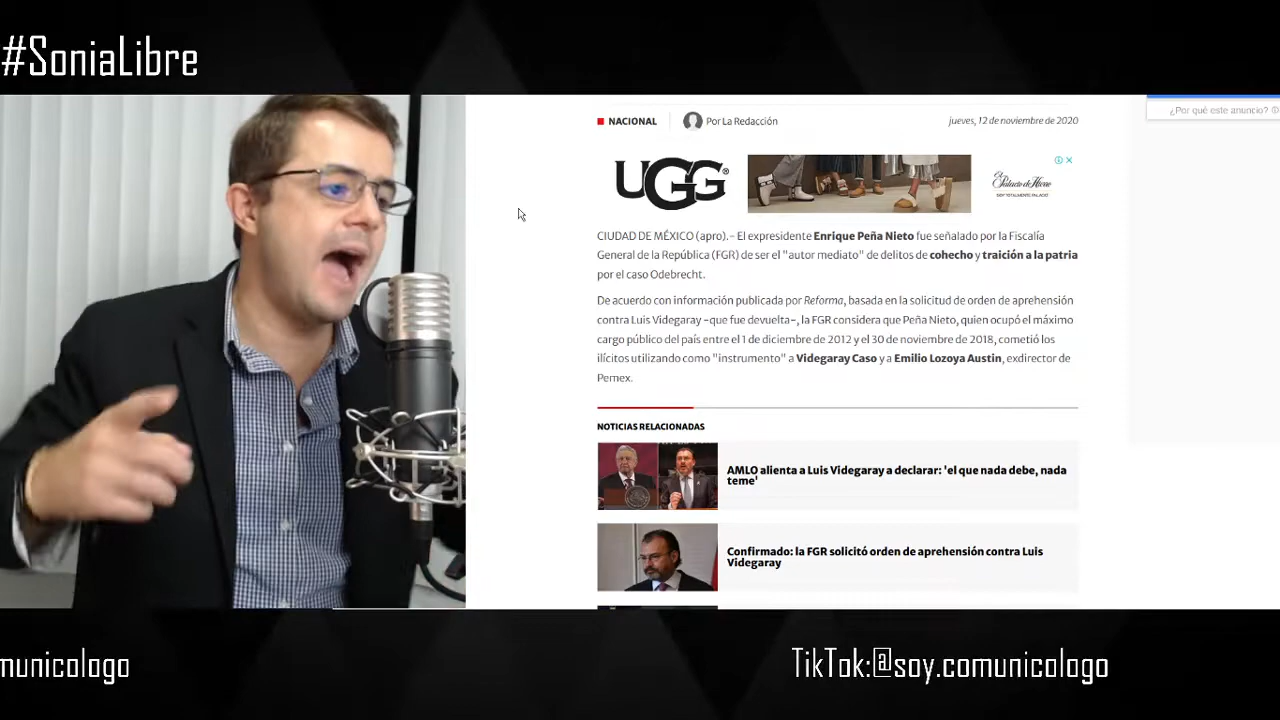 #SoniaLibre
¿Por qué este anuncio?
NACIONAL
Por La Redacción
jueves, 12 de noviembre de 2020
UGG®
El Palacio de Hierro
SOY TOTALMENTE PALACIO
CIUDAD DE MÉXICO (apro).- El expresidente Enrique Peña Nieto fue señalado por la Fiscalía
General de la República (FGR) de ser el "autor mediato" de delitos de cohecho y traición a la patria
por el caso Odebrecht.
De acuerdo con información publicada por Reforma, basada en la solicitud de orden de aprehensión
contra Luis Videgaray -que fue devuelta-, la FGR considera que Peña Nieto, quien ocupó el máximo
cargo público del país entre el 1 de diciembre de 2012 y el 30 de noviembre de 2018, cometió los
ilícitos utilizando como "instrumento" a Videgaray Caso y a Emilio Lozoya Austin, exdirector de
Pemex.
NOTICIAS RELACIONADAS
AMLO alienta a Luis Videgaray a declarar: 'el que nada debe, nada
teme'
Confirmado: la FGR solicitó orden de aprehensión contra Luis
Videgaray
municologo
TikTok:@soy.comunicologo